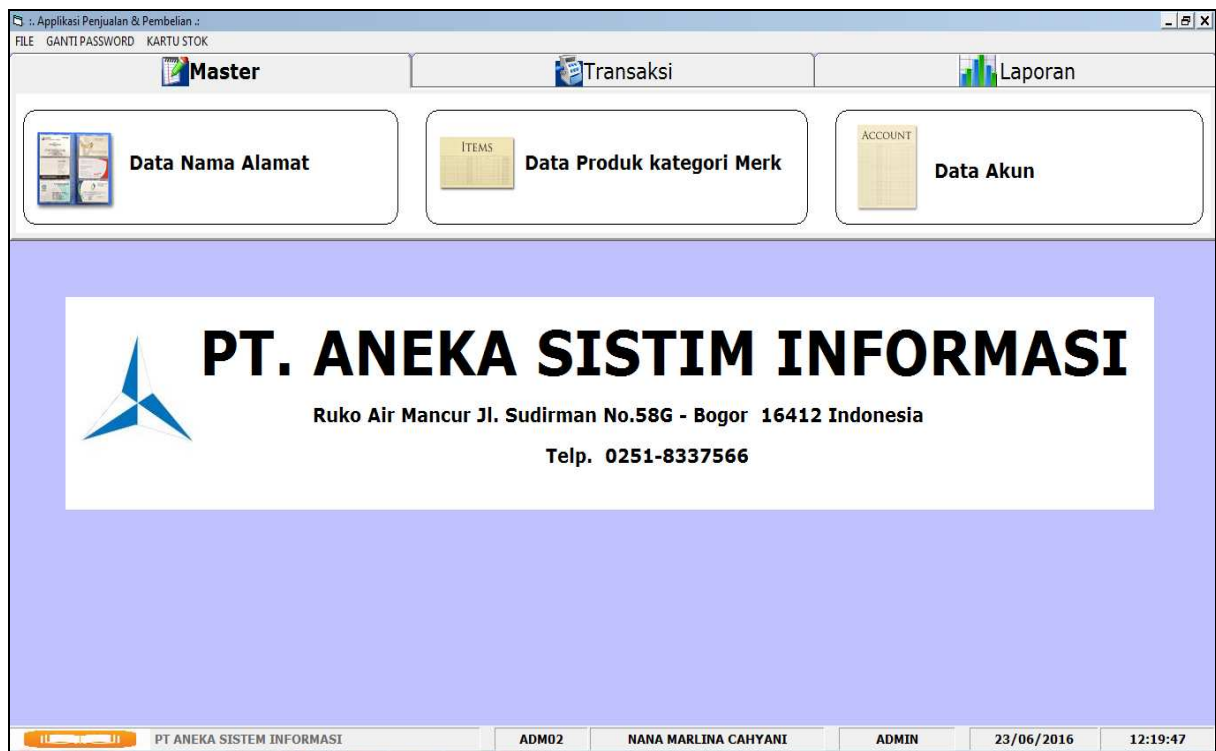 :. Applikasi Penjualan & Pembelian .:
FILE GANTI PASSWORD KARTU STOK
Master Transaksi Laporan
Data Nama Alamat
ITEMS
Data Produk kategori Merk
ACCOUNT
Data Akun
PT. ANEKA SISTIM INFORMASI
Ruko Air Mancur Jl. Sudirman No.58G - Bogor 16412 Indonesia
Telp. 0251-8337566
PT ANEKA SISTEM INFORMASI ADM02 NANA MARLINA CAHYANI ADMIN 23/06/2016 12:19:47